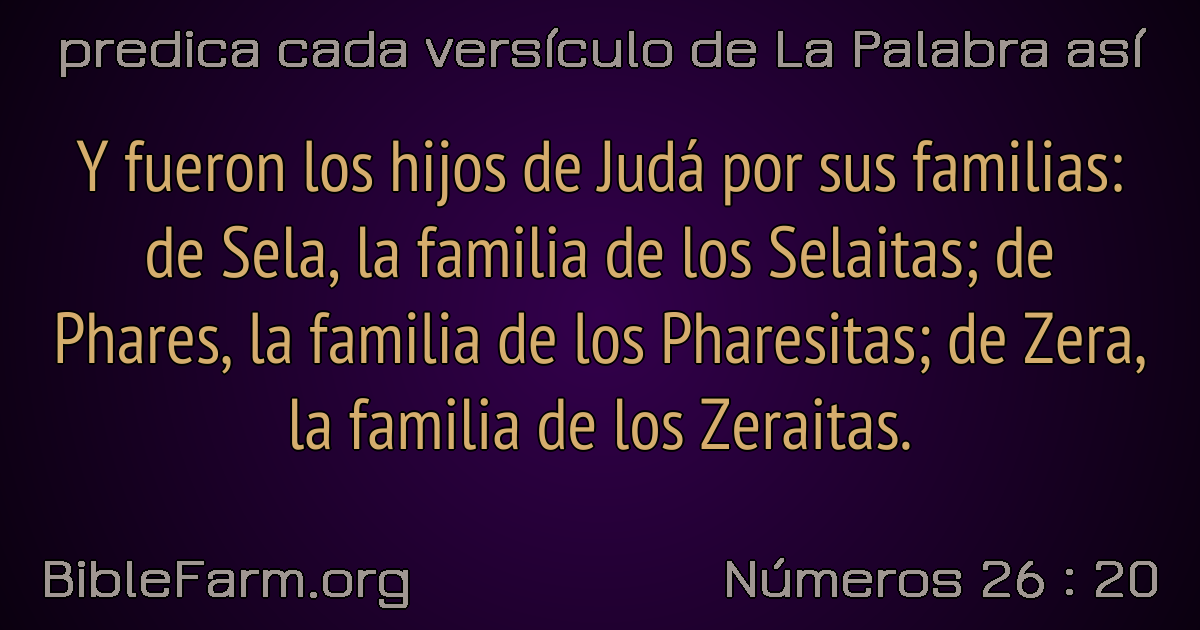 predica cada versículo de La Palabra así
Y fueron los hijos de Judá por sus familias:
de Sela, la familia de los Selaitas; de
Phares, la familia de los Pharesitas; de Zera,
la familia de los Zeraitas.
BibleFarm.org
Números 26 : 20